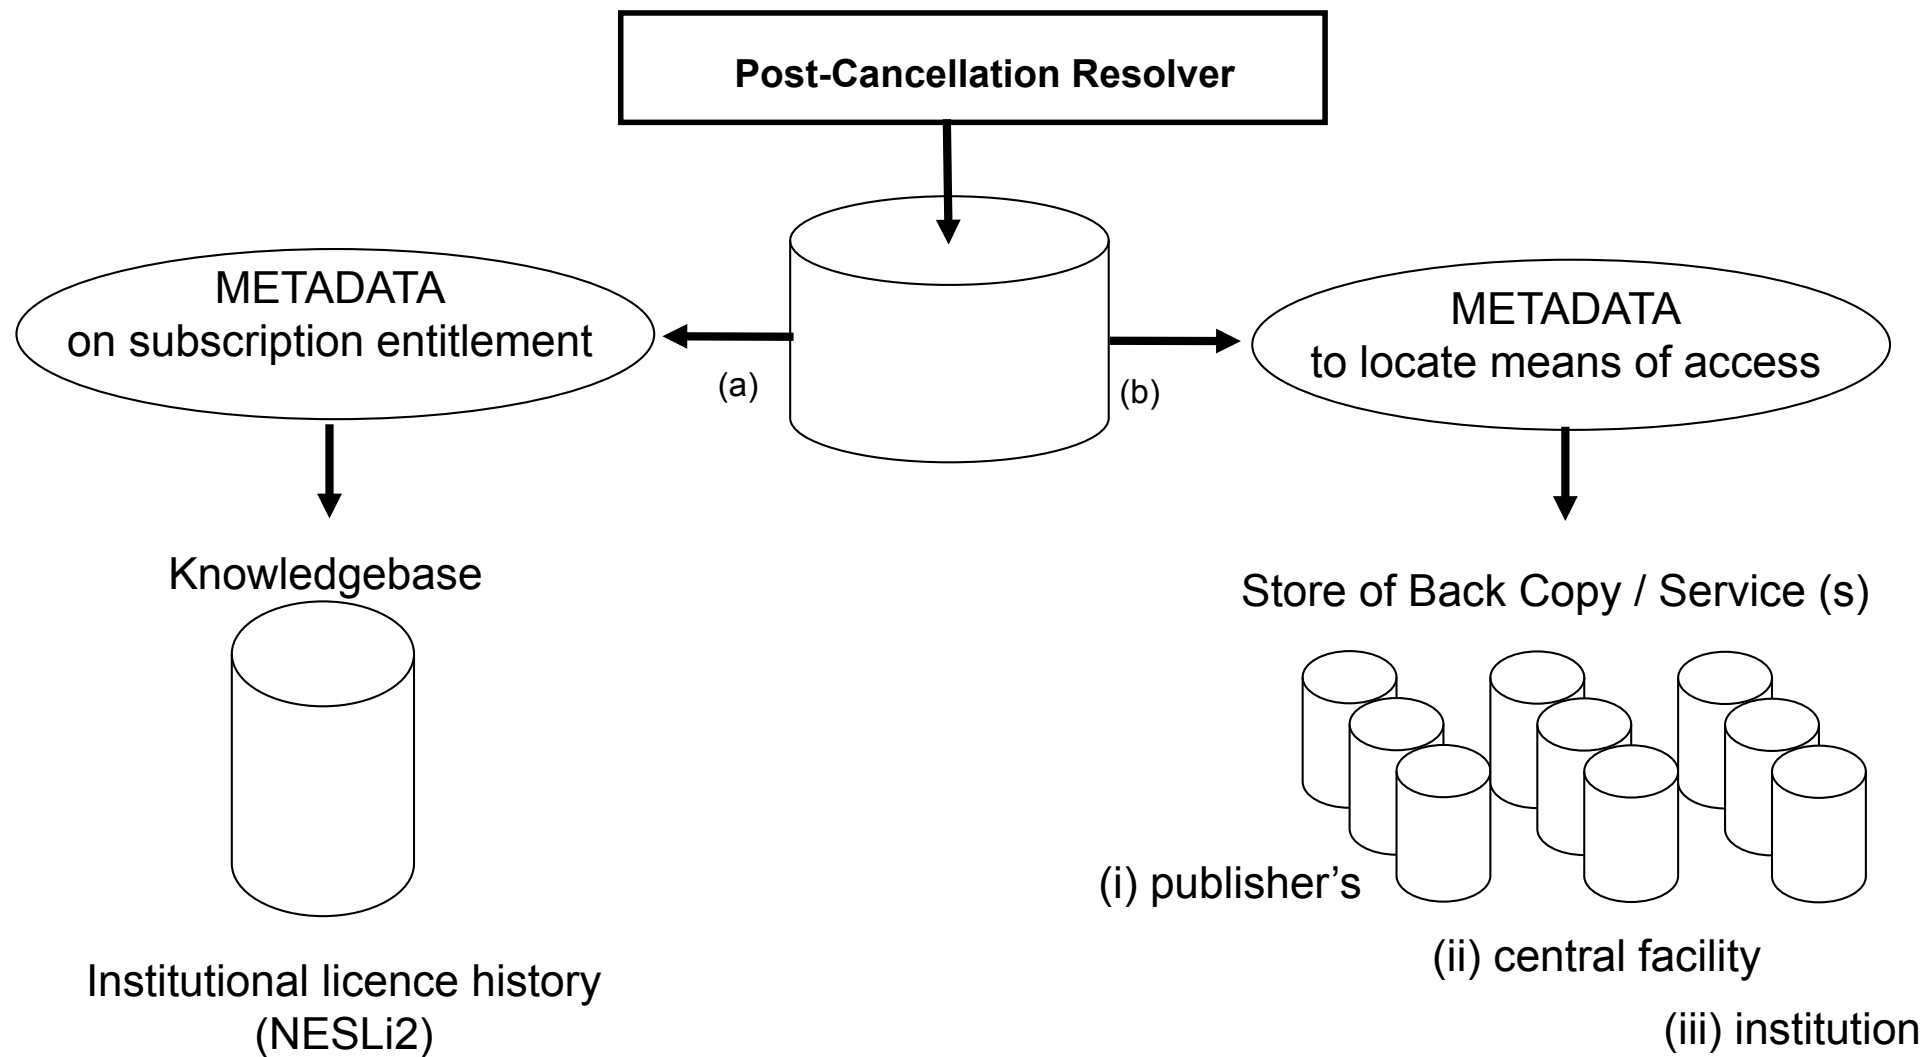 Post-Cancellation Resolver
METADATA
on subscription entitlement
(a)
(b)
METADATA
to locate means of access
Knowledgebase
Institutional licence history
(NESLi2)
Store of Back Copy / Service (s)
(i) publisher’s
(ii) central facility
(iii) institution